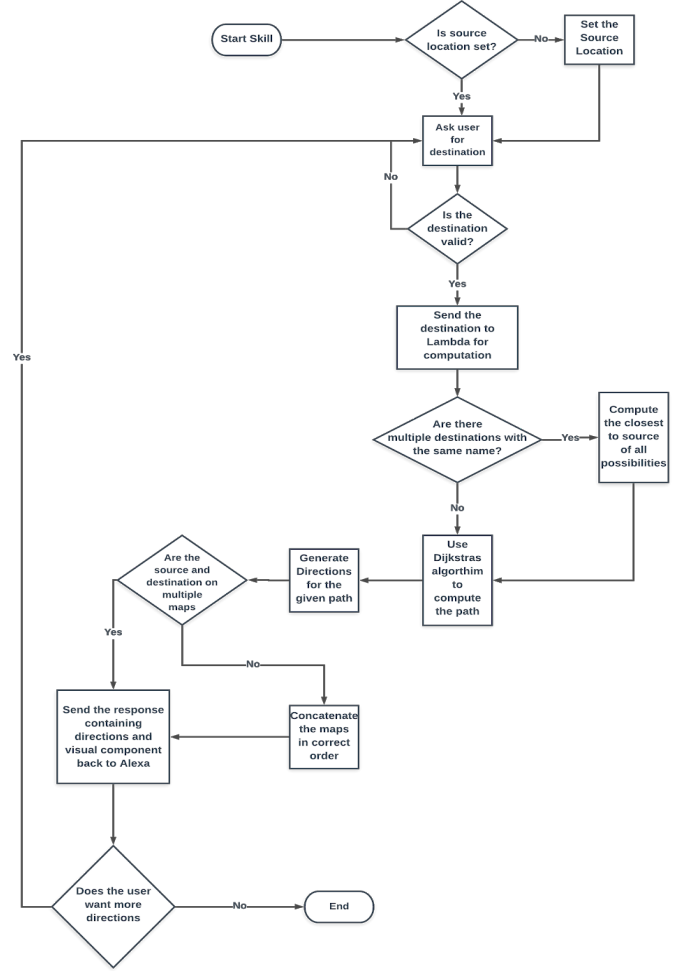 Start Skill
Is source
location set?
No
Set the
Source
Location
Yes
Ask user
for
destination
No
Is the
destination
valid?
Yes
Send the
destination to
Lambda for
computation
Yes
Are there
multiple destinations with
the same name?
Yes
Compute
the closest
to source
of all
possibilities
No
Use
Dijkstras
algorthim
to
compute
the path
Generate
Directions
for the
given path
Are the
source and
destination on
multiple
maps
Yes
No
Send the response
containing
directions and
visual component
back to Alexa
Concatenate
the maps
in correct
order
Does the user
want more
directions
No
End